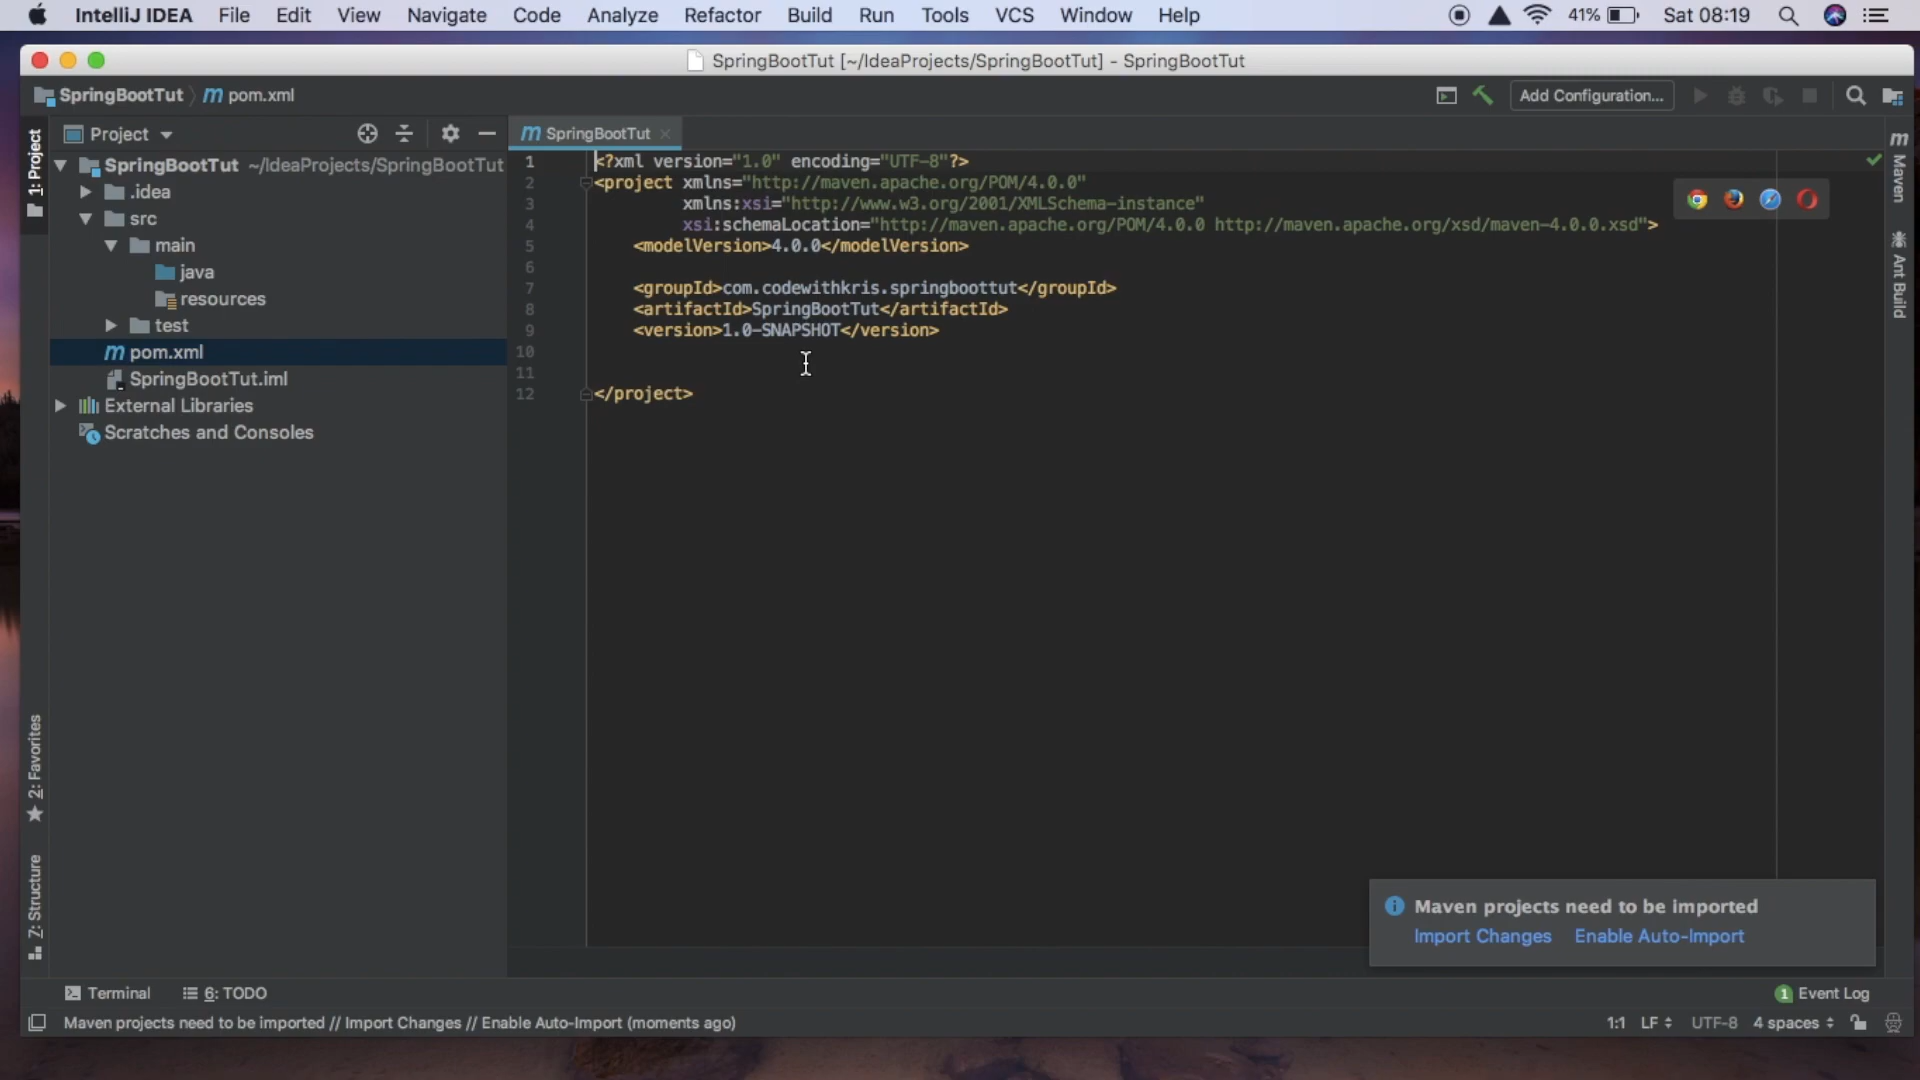 IntelliJ IDEA File Edit View Navigate Code Analyze Refactor Build Run Tools VCS Window Help 41% Sat 08:19
SpringBootTut [~/IdeaProjects/SpringBootTut] - SpringBootTut
SpringBootTut pom.xml Add Configuration...
1: Project
Project
SpringBootTut ~/IdeaProjects/SpringBootTut
.idea
src
main
java
resources
test
pom.xml
SpringBootTut.iml
External Libraries
Scratches and Consoles
2: Favorites
7: Structure
SpringBootTut
1 <?xml version="1.0" encoding="UTF-8"?>
2 <project xmlns="http://maven.apache.org/POM/4.0.0"
3 xmlns:xsi="http://www.w3.org/2001/XMLSchema-instance"
4 xsi:schemaLocation="http://maven.apache.org/POM/4.0.0 http://maven.apache.org/xsd/maven-4.0.0.xsd">
5 <modelVersion>4.0.0</modelVersion>
6
7 <groupId>com.codewithkris.springboottut</groupId>
8 <artifactId>SpringBootTut</artifactId>
9 <version>1.0-SNAPSHOT</version>
10
11
12 </project>
Maven
Ant Build
Maven projects need to be imported
Import Changes Enable Auto-Import
Terminal 6: TODO 1 Event Log
Maven projects need to be imported // Import Changes // Enable Auto-Import (moments ago) 1:1 LF UTF-8 4 spaces